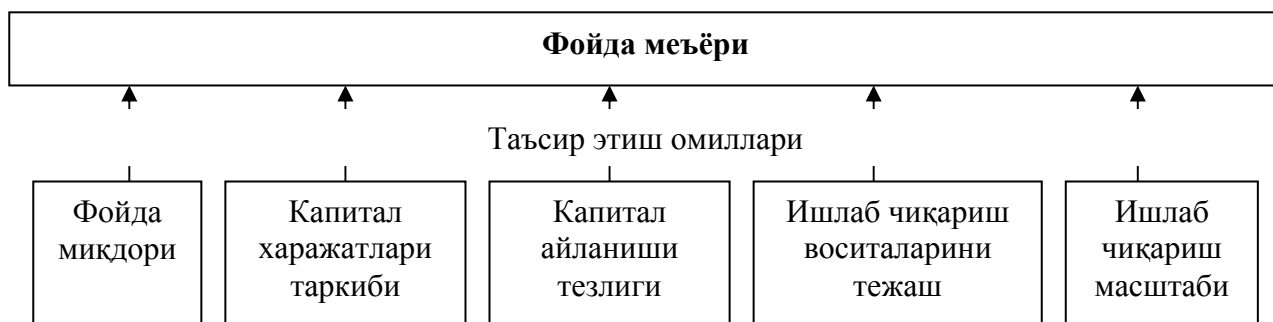 Фойда меъёри
Таъсир этиш омиллари
Фойда
миқдори
Капитал
харажатлари
таркиби
Капитал
айланиши
тезлиги
Ишлаб чиқариш
воситаларини
тежаш
Ишлаб
чиқариш
масштаби